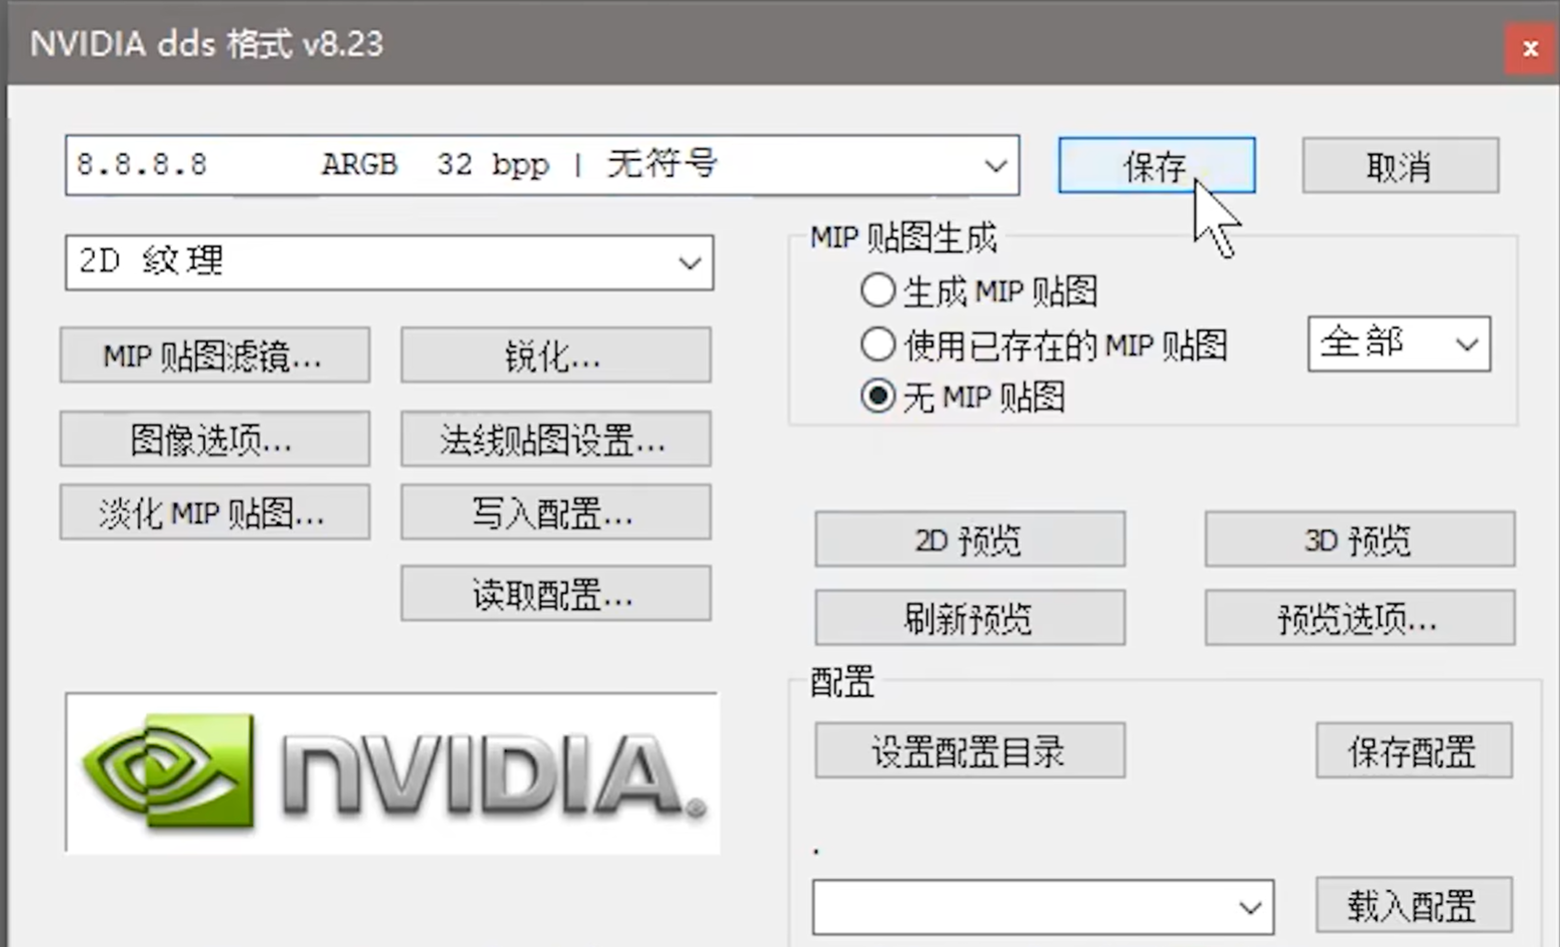 NVIDIA dds 格式 v8.23
x
8.8.8.8 ARGB 32 bpp | 无符号
保存
取消
2D 纹理
MIP 贴图生成
生成 MIP 贴图
使用已存在的 MIP 贴图
全部
无 MIP 贴图
MIP 贴图滤镜...
锐化...
图像选项...
法线贴图设置...
淡化 MIP 贴图...
写入配置...
读取配置...
2D 预览
3D 预览
刷新预览
预览选项...
配置
设置配置目录
保存配置
.
载入配置
nVIDIA®